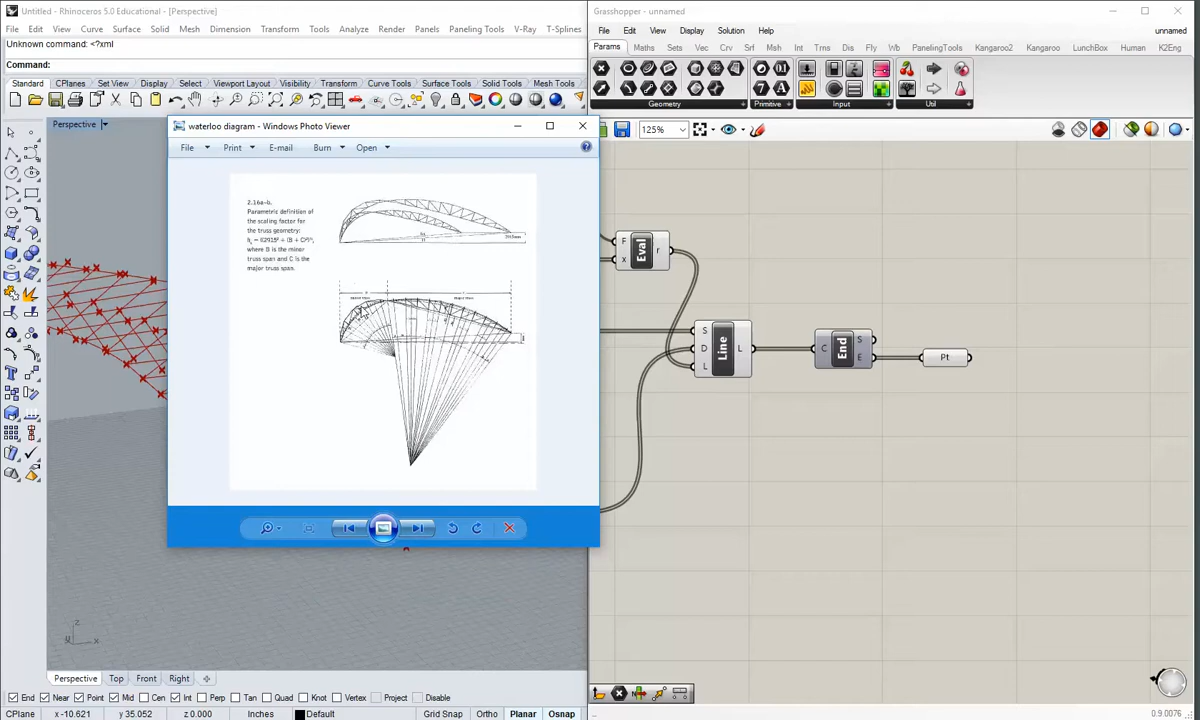 Untitled - Rhinoceros 5.0 Educational - [Perspective]
File Edit View Curve Surface Solid Mesh Dimension Transform Tools Analyze Render Panels Paneling Tools V-Ray T-Splines
Unknown command: <?xml
Command:
Standard CPlanes Set View Display Select Viewport Layout Visibility Transform Curve Tools Surface Tools Solid Tools Mesh Tools
Perspective
waterloo diagram - Windows Photo Viewer
File Print E-mail Burn Open
2.16a-b.
Parametric definition of
the scaling factor for
the truss geometry:
where B is the minor
truss span and C is the
major truss span.
Perspective Top Front Right
End Near Point Mid Cen Int Perp Tan Quad Knot Vertex Project Disable
CPlane x -10.621 y 35.052 z 0.000 Inches Default Grid Snap Ortho Planar Osnap
Grasshopper - unnamed
File Edit View Display Solution Help unnamed
Params Maths Sets Vec Crv Srf Msh Int Trns Dis Fly Wb PanelingTools Kangaroo2 Kangaroo LunchBox Human K2Eng
Geometry Primitive Input Util
125%
F x Eval r
S D L Line L
C End S E
Pt
0.9.0076
z
y x